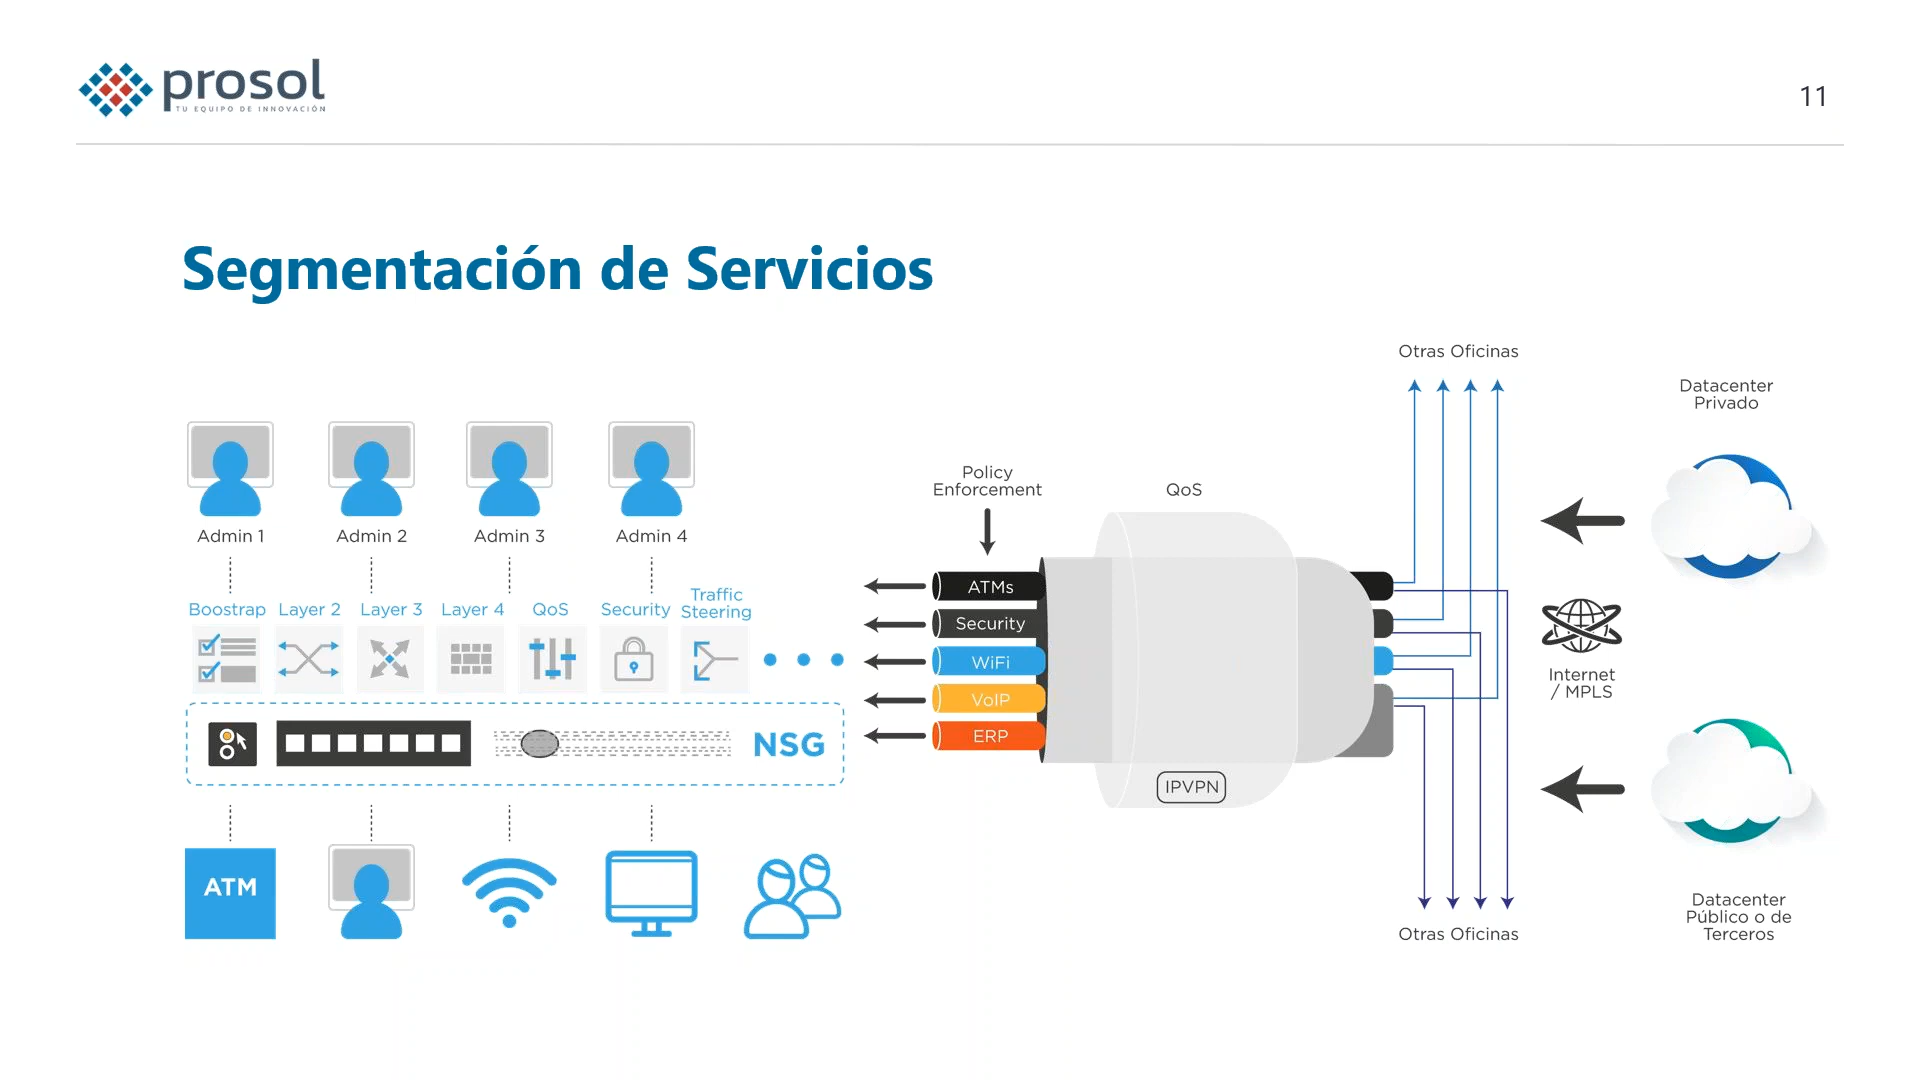 prosol
TU EQUIPO DE INNOVACIÓN
11
Segmentación de Servicios
Otras Oficinas
Datacenter
Privado
Policy
Enforcement
QoS
Admin 1
Admin 2
Admin 3
Admin 4
Boostrap
Layer 2
Layer 3
Layer 4
QoS
Security
Traffic
Steering
ATMs
Security
WiFi
VoIP
ERP
Internet
/ MPLS
NSG
IPVPN
ATM
Otras Oficinas
Datacenter
Público o de
Terceros